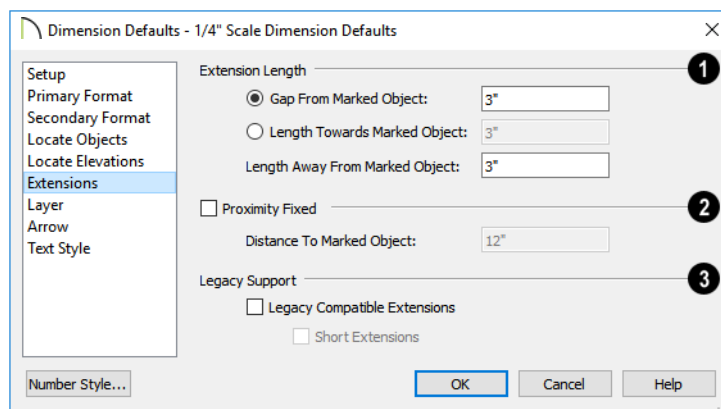 Dimension Defaults - 1/4" Scale Dimension Defaults
Setup
Primary Format
Secondary Format
Locate Objects
Locate Elevations
Extensions
Layer
Arrow
Text Style
Extension Length
1
Gap From Marked Object: 3"
Length Towards Marked Object: 3"
Length Away From Marked Object: 3"
Proximity Fixed
2
Distance To Marked Object: 12"
Legacy Support
3
Legacy Compatible Extensions
Short Extensions
Number Style... OK Cancel Help